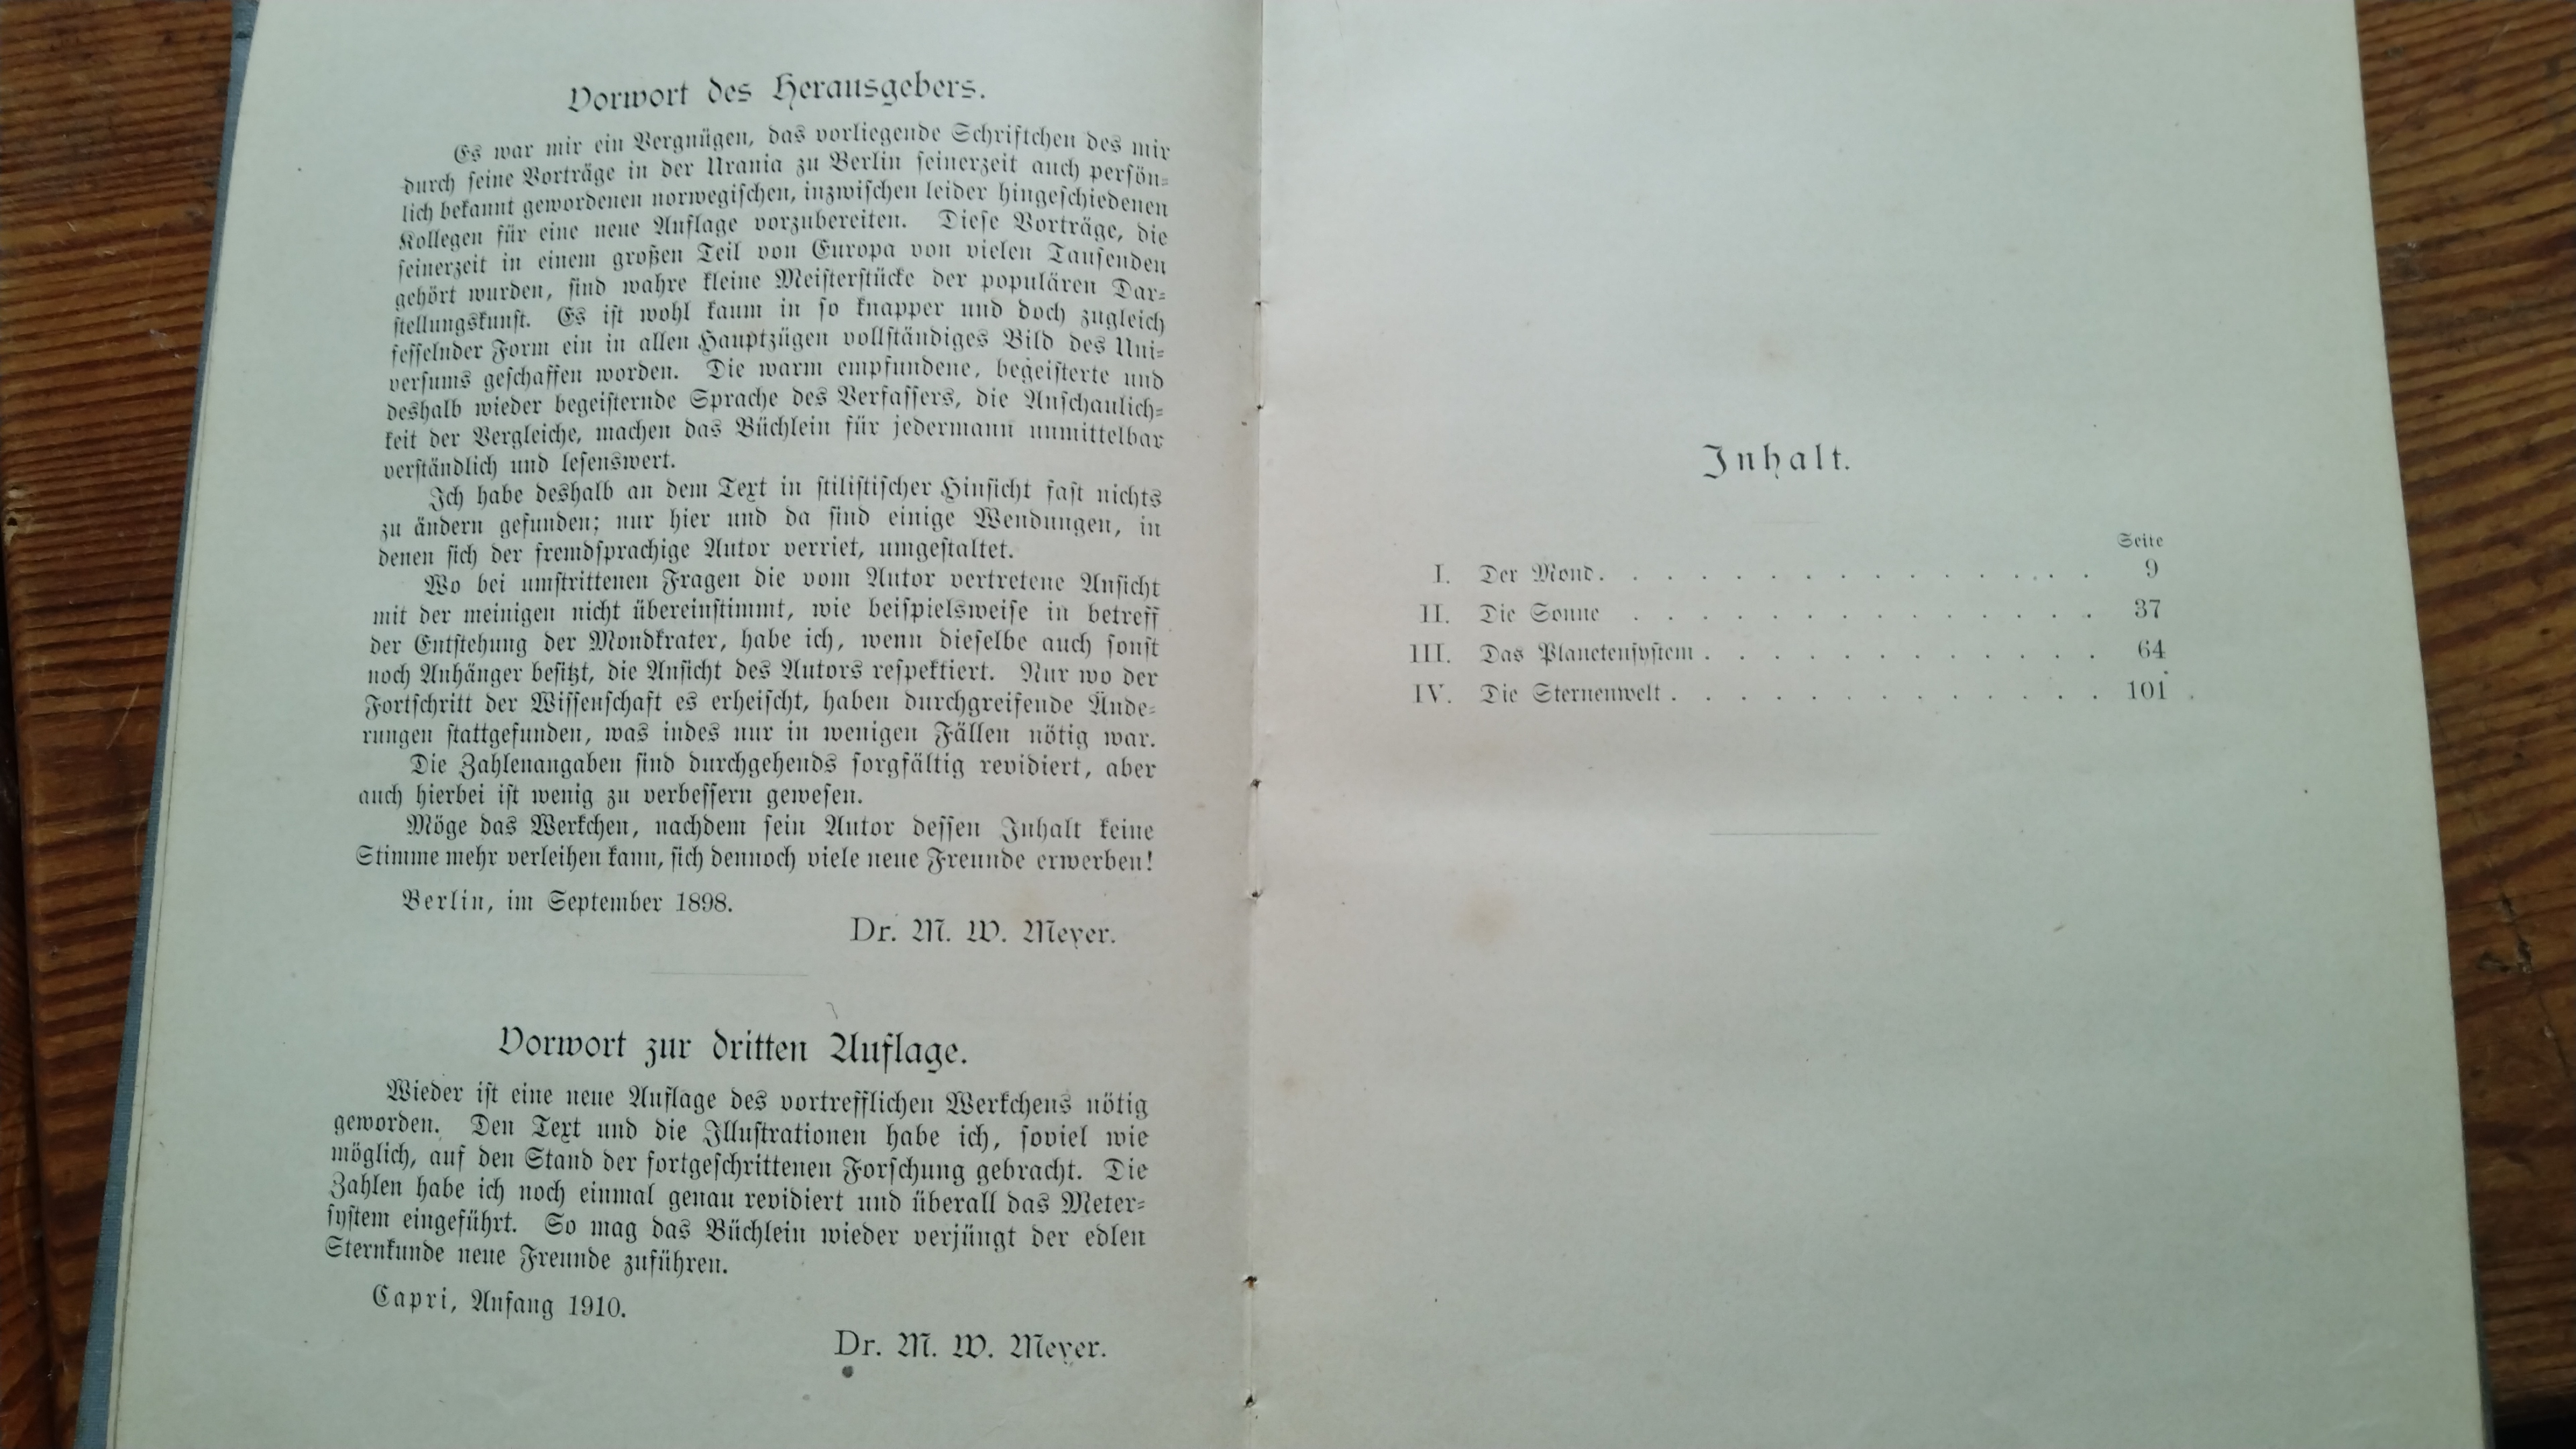 Vorwort des Herausgebers.
Es war mir ein Vergnügen, das vorliegende Schriftchen des mir
durch seine Vorträge in der Urania zu Berlin seinerzeit auch persön-
lich bekannt gewordenen norwegischen, inzwischen leider hingeschiedenen
Kollegen für eine neue Auflage vorzubereiten. Diese Vorträge, die
seinerzeit in einem großen Teil von Europa von vielen Tausenden
gehört wurden, sind wahre kleine Meisterstücke der populären Dar-
stellungskunst. Es ist wohl kaum in so knapper und doch zugleich
fesselnder Form ein in allen Hauptzügen vollständiges Bild des Uni-
versums geschaffen worden. Die warm empfundene, begeisterte und
deshalb wieder begeisternde Sprache des Verfassers, die Anschaulich-
keit der Vergleiche, machen das Büchlein für jedermann unmittelbar
verständlich und lesenswert.
Ich habe deshalb an dem Text in stilistischer Hinsicht fast nichts
zu ändern gefunden; nur hier und da sind einige Wendungen, in
denen sich der fremdsprachige Autor verriet, umgestaltet.
Wo bei umstrittenen Fragen die vom Autor vertretene Ansicht
mit der meinigen nicht übereinstimmt, wie beispielsweise in betreff
der Entstehung der Mondkrater, habe ich, wenn dieselbe auch sonst
noch Anhänger besitzt, die Ansicht des Autors respektiert. Nur wo der
Fortschritt der Wissenschaft es erheischt, haben durchgreifende Ände-
rungen stattgefunden, was indes nur in wenigen Fällen nötig war.
Die Zahlenangaben sind durchgehends sorgfältig revidiert, aber
auch hierbei ist wenig zu verbessern gewesen.
Möge das Werkchen, nachdem sein Autor dessen Inhalt keine
Stimme mehr verleihen kann, sich dennoch viele neue Freunde erwerben!
Berlin, im September 1898.
Dr. M. W. Meyer.
Vorwort zur dritten Auflage.
Wieder ist eine neue Auflage des vortrefflichen Werkchens nötig
geworden. Den Text und die Illustrationen habe ich, soviel wie
möglich, auf den Stand der fortgeschrittenen Forschung gebracht. Die
Zahlen habe ich noch einmal genau revidiert und überall das Meter-
system eingeführt. So mag das Büchlein wieder verjüngt der edlen
Sternkunde neue Freunde zuführen.
Capri, Anfang 1910.
Dr. M. W. Meyer.
Inhalt.
Seite
I. Der Mond . . . . . . . . . . . . . . . 9
II. Die Sonne . . . . . . . . . . . . . . 37
III. Das Planetensystem . . . . . . . . . . . . 64
IV. Die Sternenwelt . . . . . . . . . . . . . 101